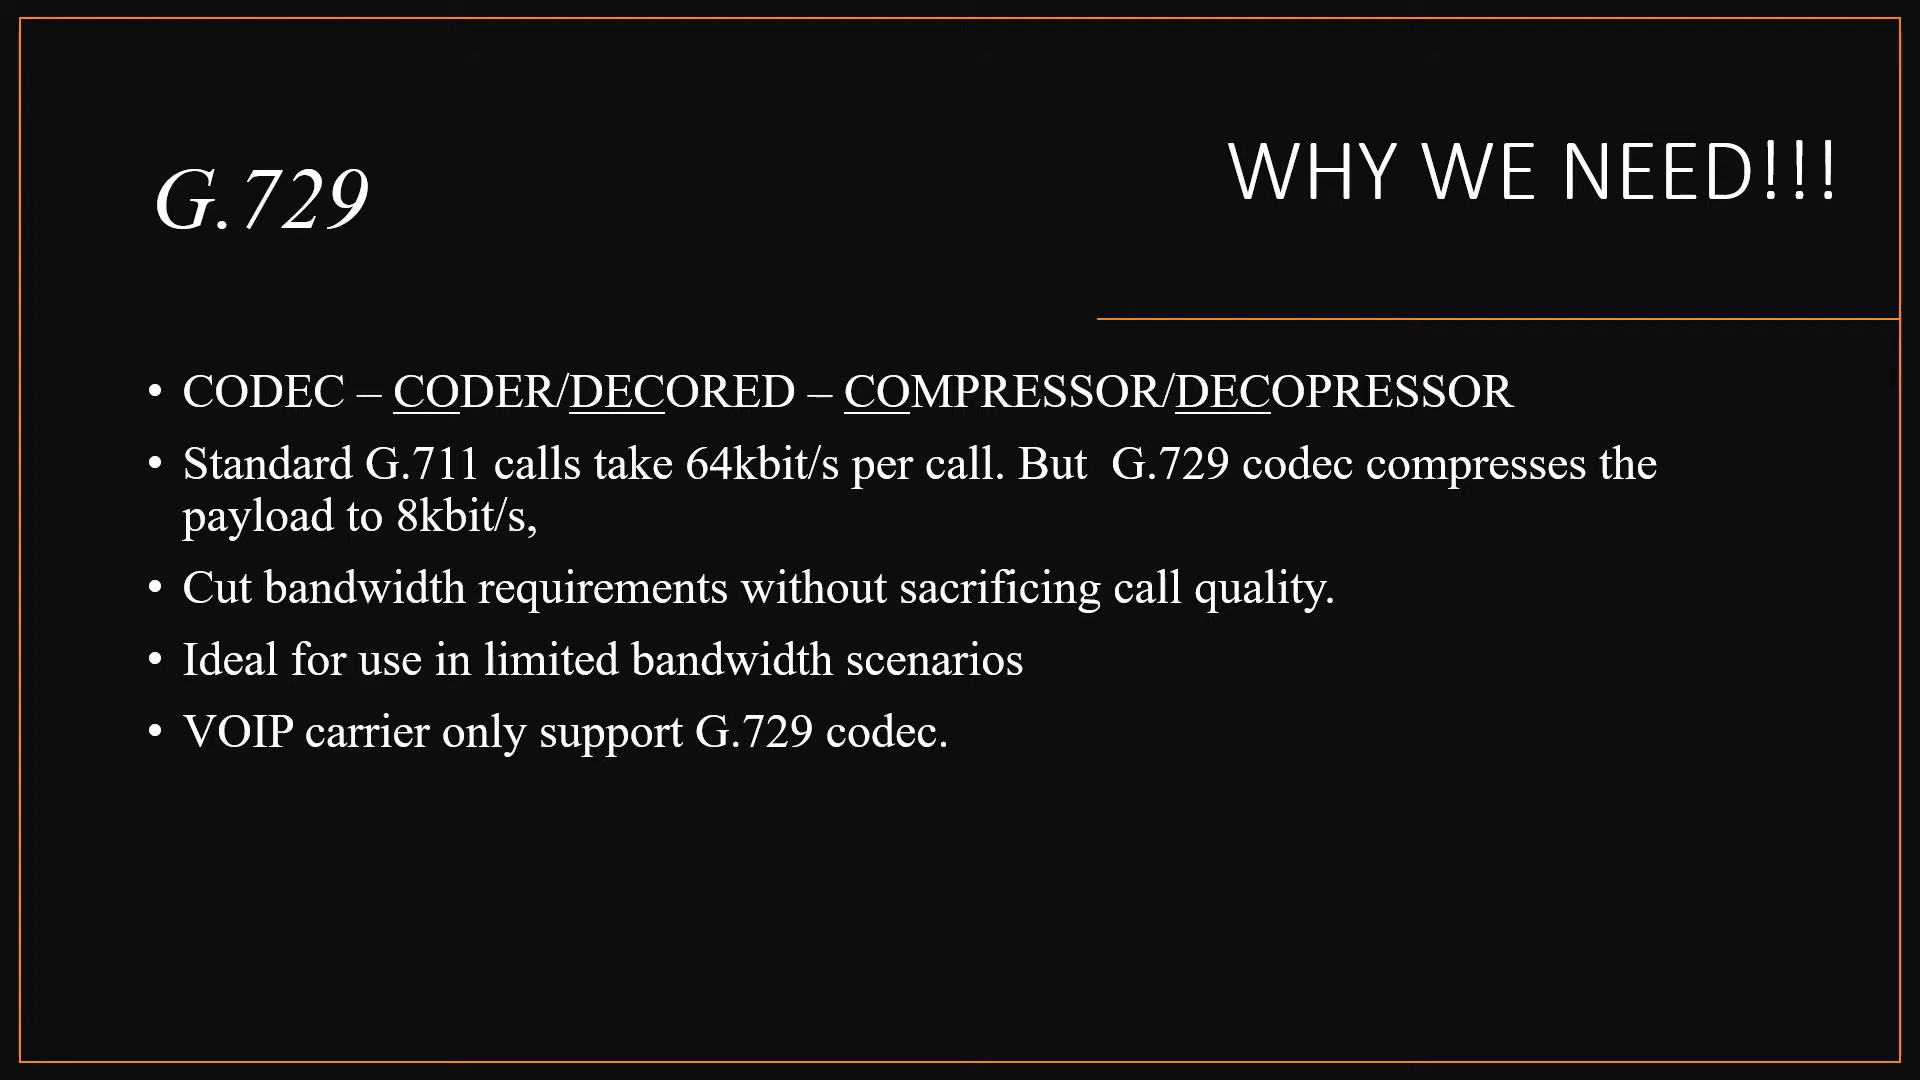 G.729
WHY WE NEED!!!
• CODEC – CODER/DECORED – COMPRESSOR/DECOPRESSOR
• Standard G.711 calls take 64kbit/s per call. But  G.729 codec compresses the
payload to 8kbit/s,
• Cut bandwidth requirements without sacrificing call quality.
• Ideal for use in limited bandwidth scenarios
• VOIP carrier only support G.729 codec.